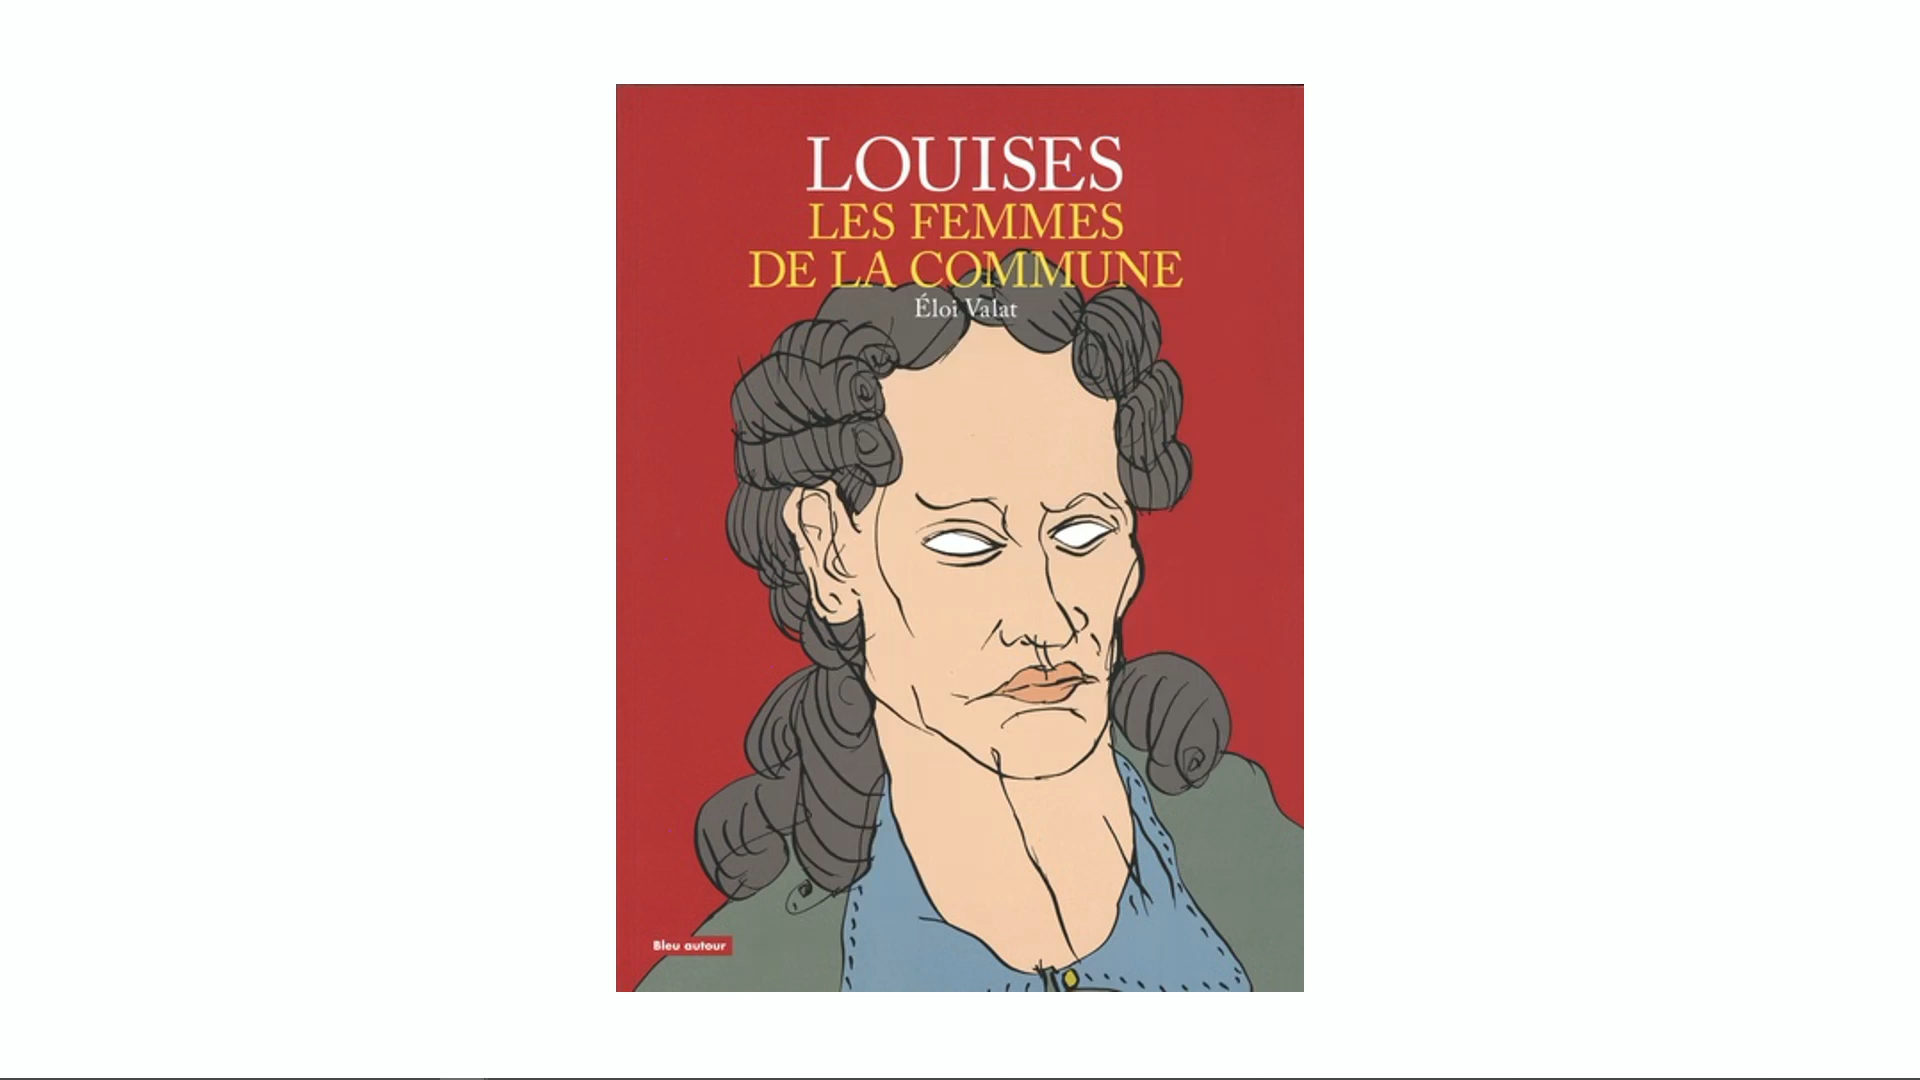 LOUISES
LES FEMMES
DE LA COMMUNE
Éloi Valat
Bleu autour